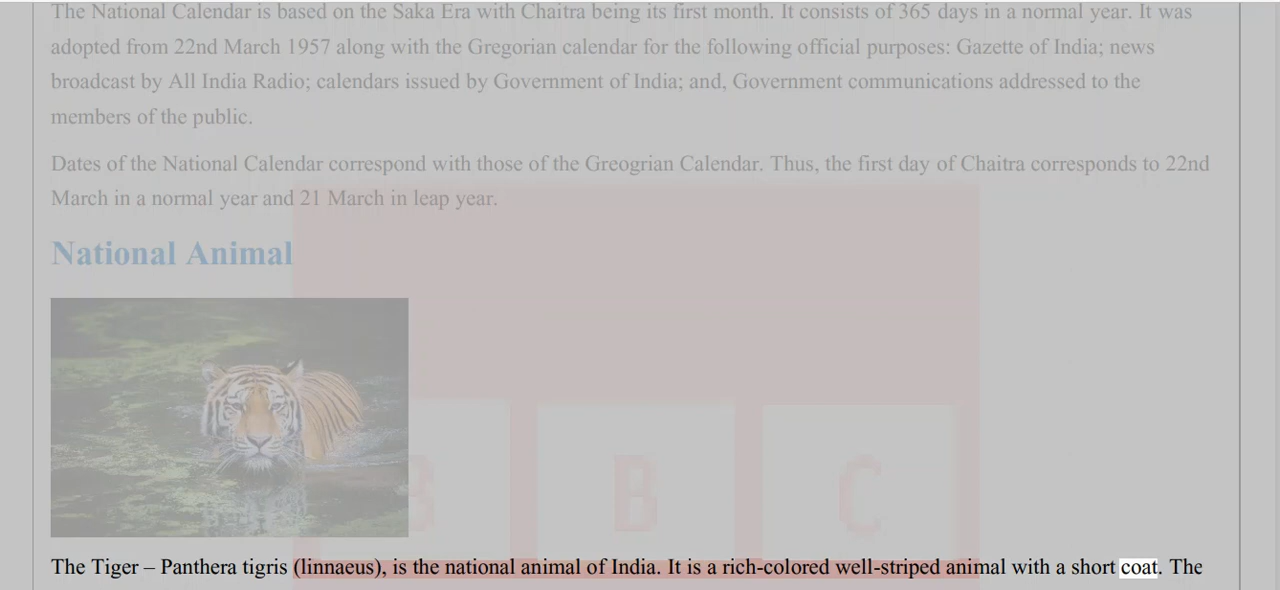 The National Calendar is based on the Saka Era with Chaitra being its first month. It consists of 365 days in a normal year. It was
adopted from 22nd March 1957 along with the Gregorian calendar for the following official purposes: Gazette of India; news
broadcast by All India Radio; calendars issued by Government of India; and, Government communications addressed to the
members of the public.
Dates of the National Calendar correspond with those of the Greogrian Calendar. Thus, the first day of Chaitra corresponds to 22nd
March in a normal year and 21 March in leap year.
National Animal
B B C
The Tiger – Panthera tigris (linnaeus), is the national animal of India. It is a rich-colored well-striped animal with a short coat. The